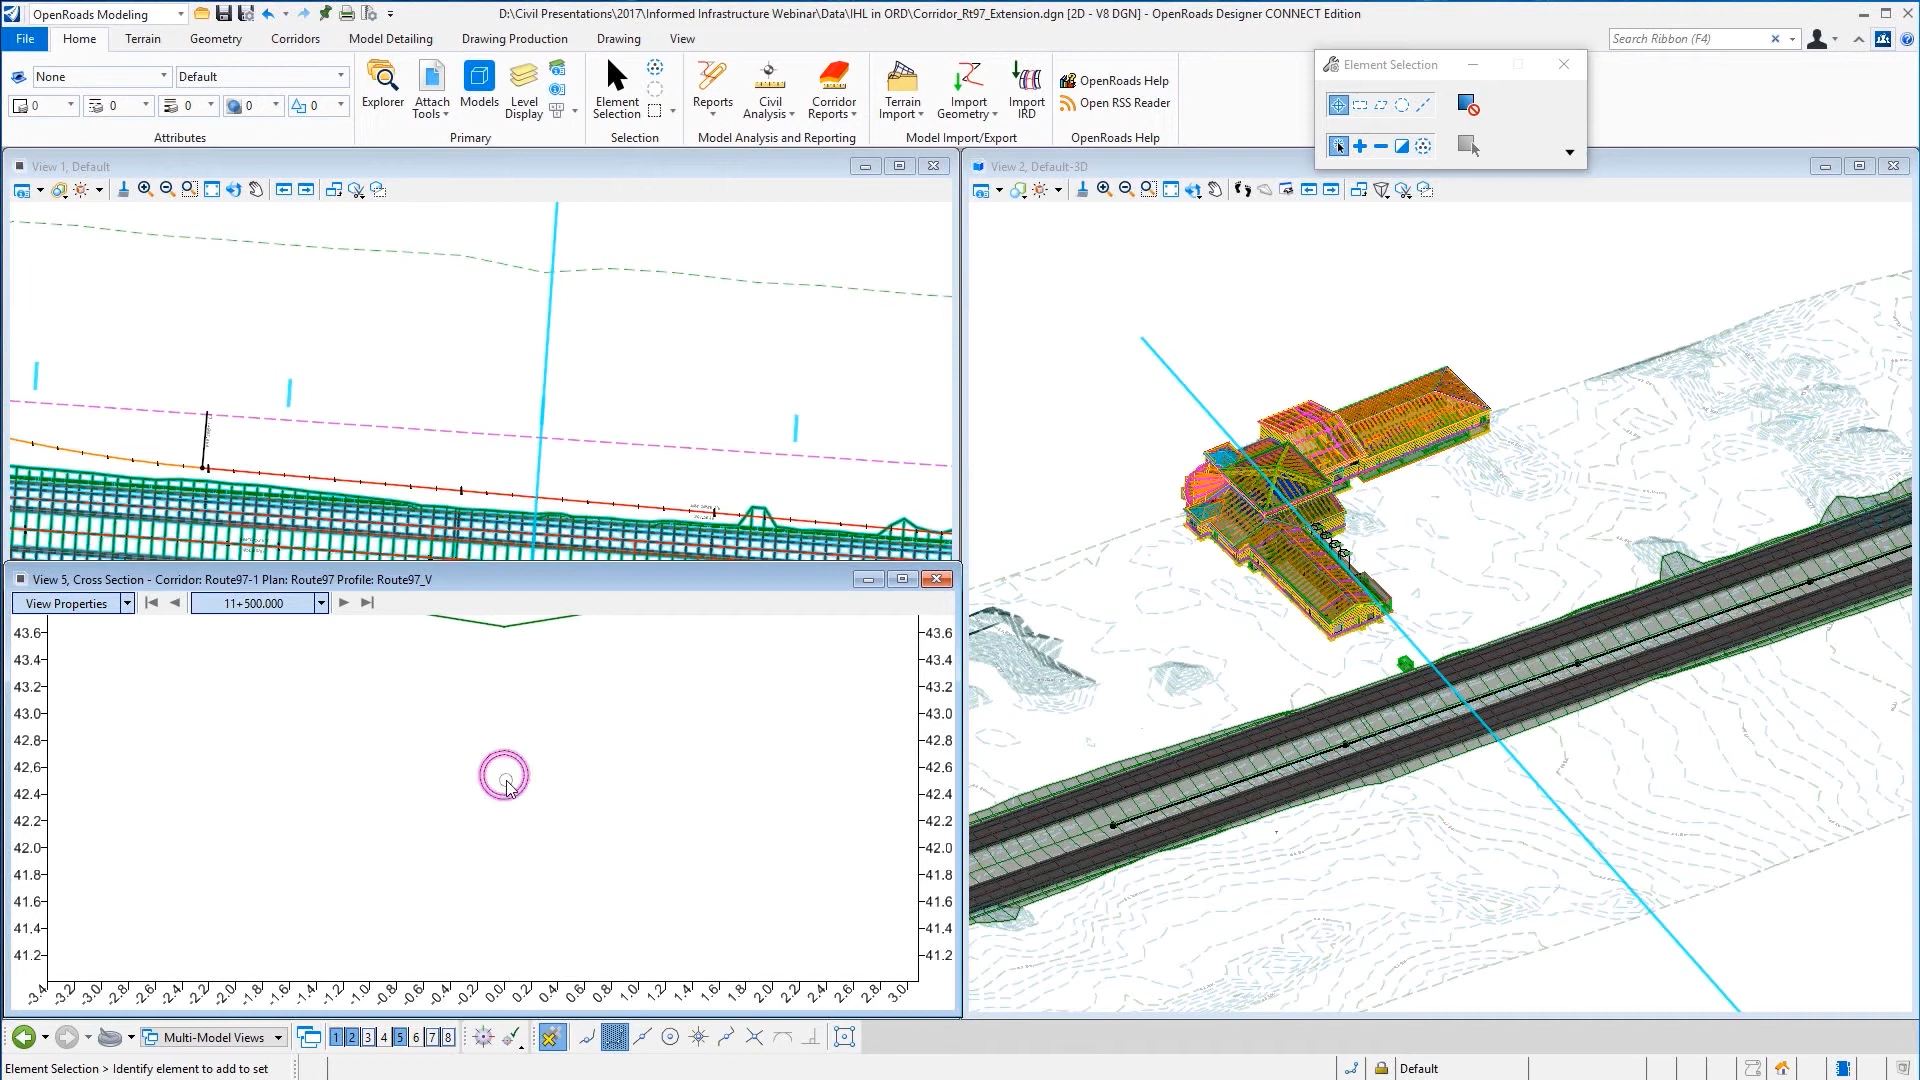 OpenRoads Modeling
D:\Civil Presentations\2017\Informed Infrastructure Webinar\Data\IHL in ORD\Corridor_Rt97_Extension.dgn [2D - V8 DGN] - OpenRoads Designer CONNECT Edition
File Home Terrain Geometry Corridors Model Detailing Drawing Production Drawing View
Search Ribbon (F4)
None Default
0 0 0 0 0
Attributes
Explorer Attach Tools Models Level Display
Primary
Element Selection
Selection
Reports Civil Analysis Corridor Reports
Model Analysis and Reporting
Terrain Import Import Geometry Import IRD
Model Import/Export
OpenRoads Help
Open RSS Reader
OpenRoads Help
Element Selection
View 1, Default
View 2, Default-3D
View 5, Cross Section - Corridor: Route97-1 Plan: Route97 Profile: Route97_V
View Properties 11+500.000
43.6 43.6
43.4 43.4
43.2 43.2
43.0 43.0
42.8 42.8
42.6 42.6
42.4 42.4
42.2 42.2
42.0 42.0
41.8 41.8
41.6 41.6
41.4 41.4
41.2 41.2
-3.4 -3.2 -3.0 -2.8 -2.6 -2.4 -2.2 -2.0 -1.8 -1.6 -1.4 -1.2 -1.0 -0.8 -0.6 -0.4 -0.2 0.0 0.2 0.4 0.6 0.8 1.0 1.2 1.4 1.6 1.8 2.0 2.2 2.4 2.6 2.8 3.0
Multi-Model Views 1 2 3 4 5 6 7 8
Element Selection > Identify element to add to set
Default